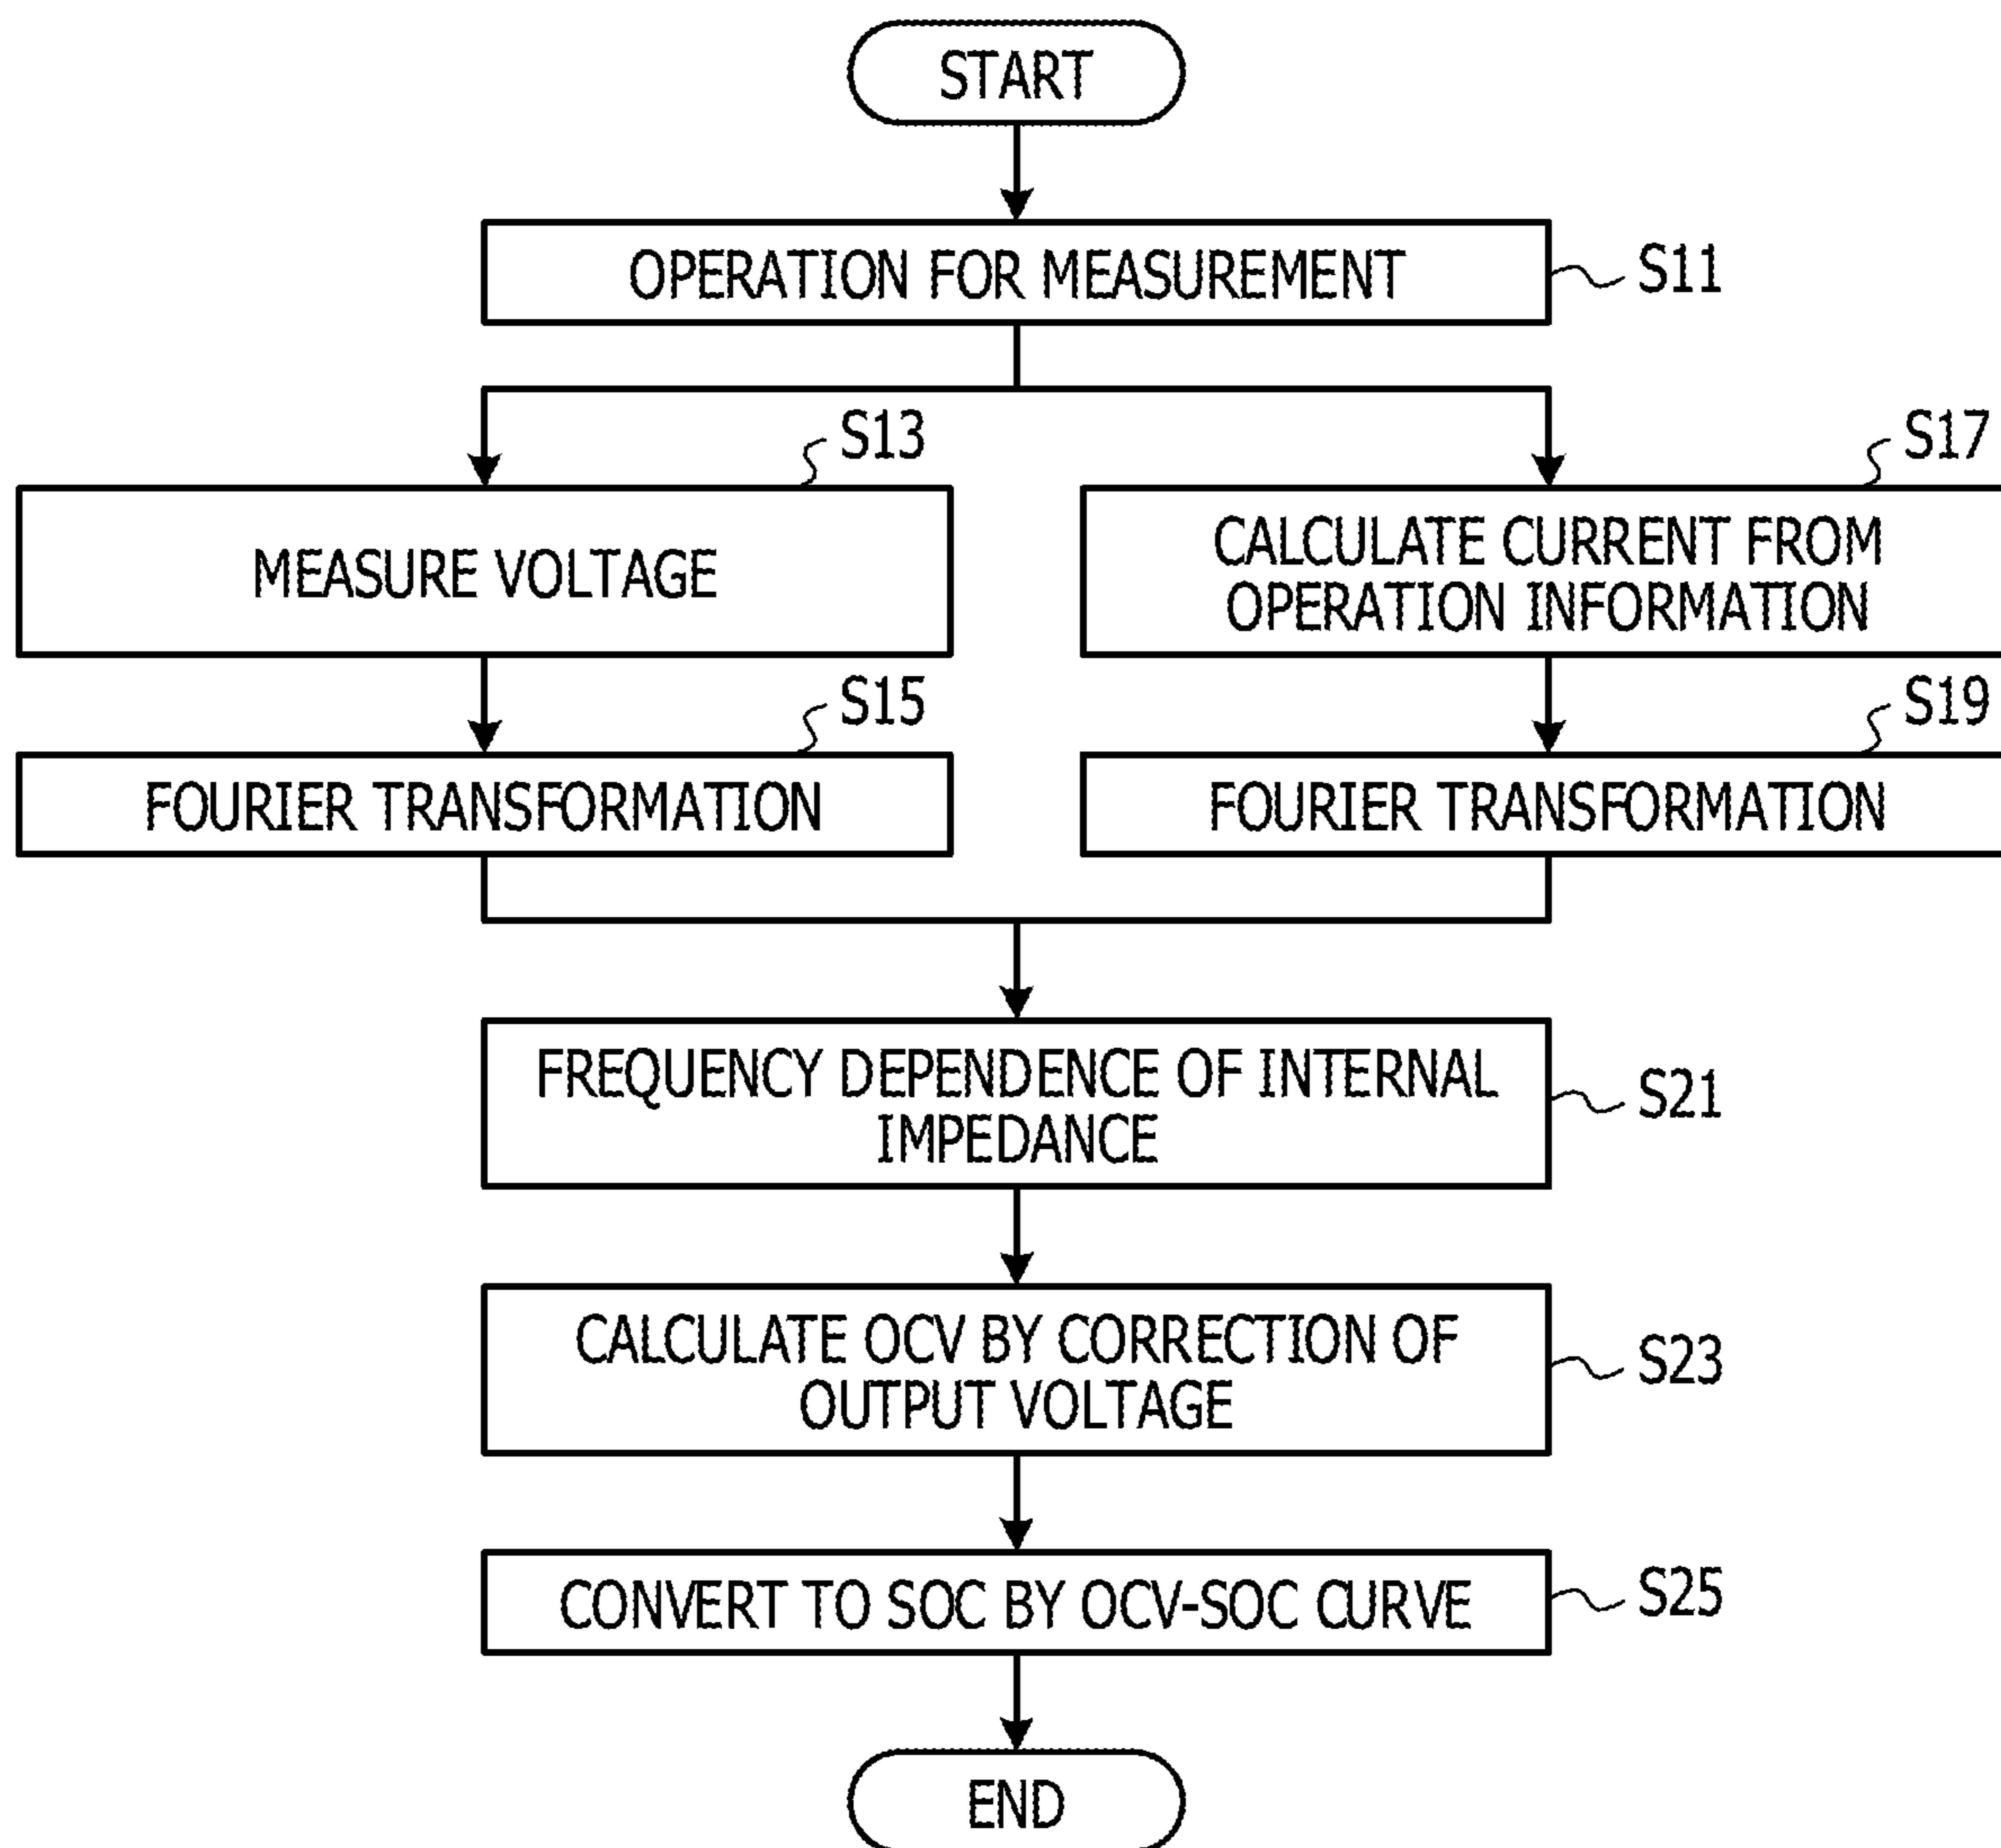 START
OPERATION FOR MEASUREMENT
S11
S13
S17
MEASURE VOLTAGE
CALCULATE CURRENT FROM
OPERATION INFORMATION
S15
S19
FOURIER TRANSFORMATION
FOURIER TRANSFORMATION
FREQUENCY DEPENDENCE OF INTERNAL
IMPEDANCE
S21
CALCULATE OCV BY CORRECTION OF
OUTPUT VOLTAGE
S23
CONVERT TO SOC BY OCV-SOC CURVE
S25
END